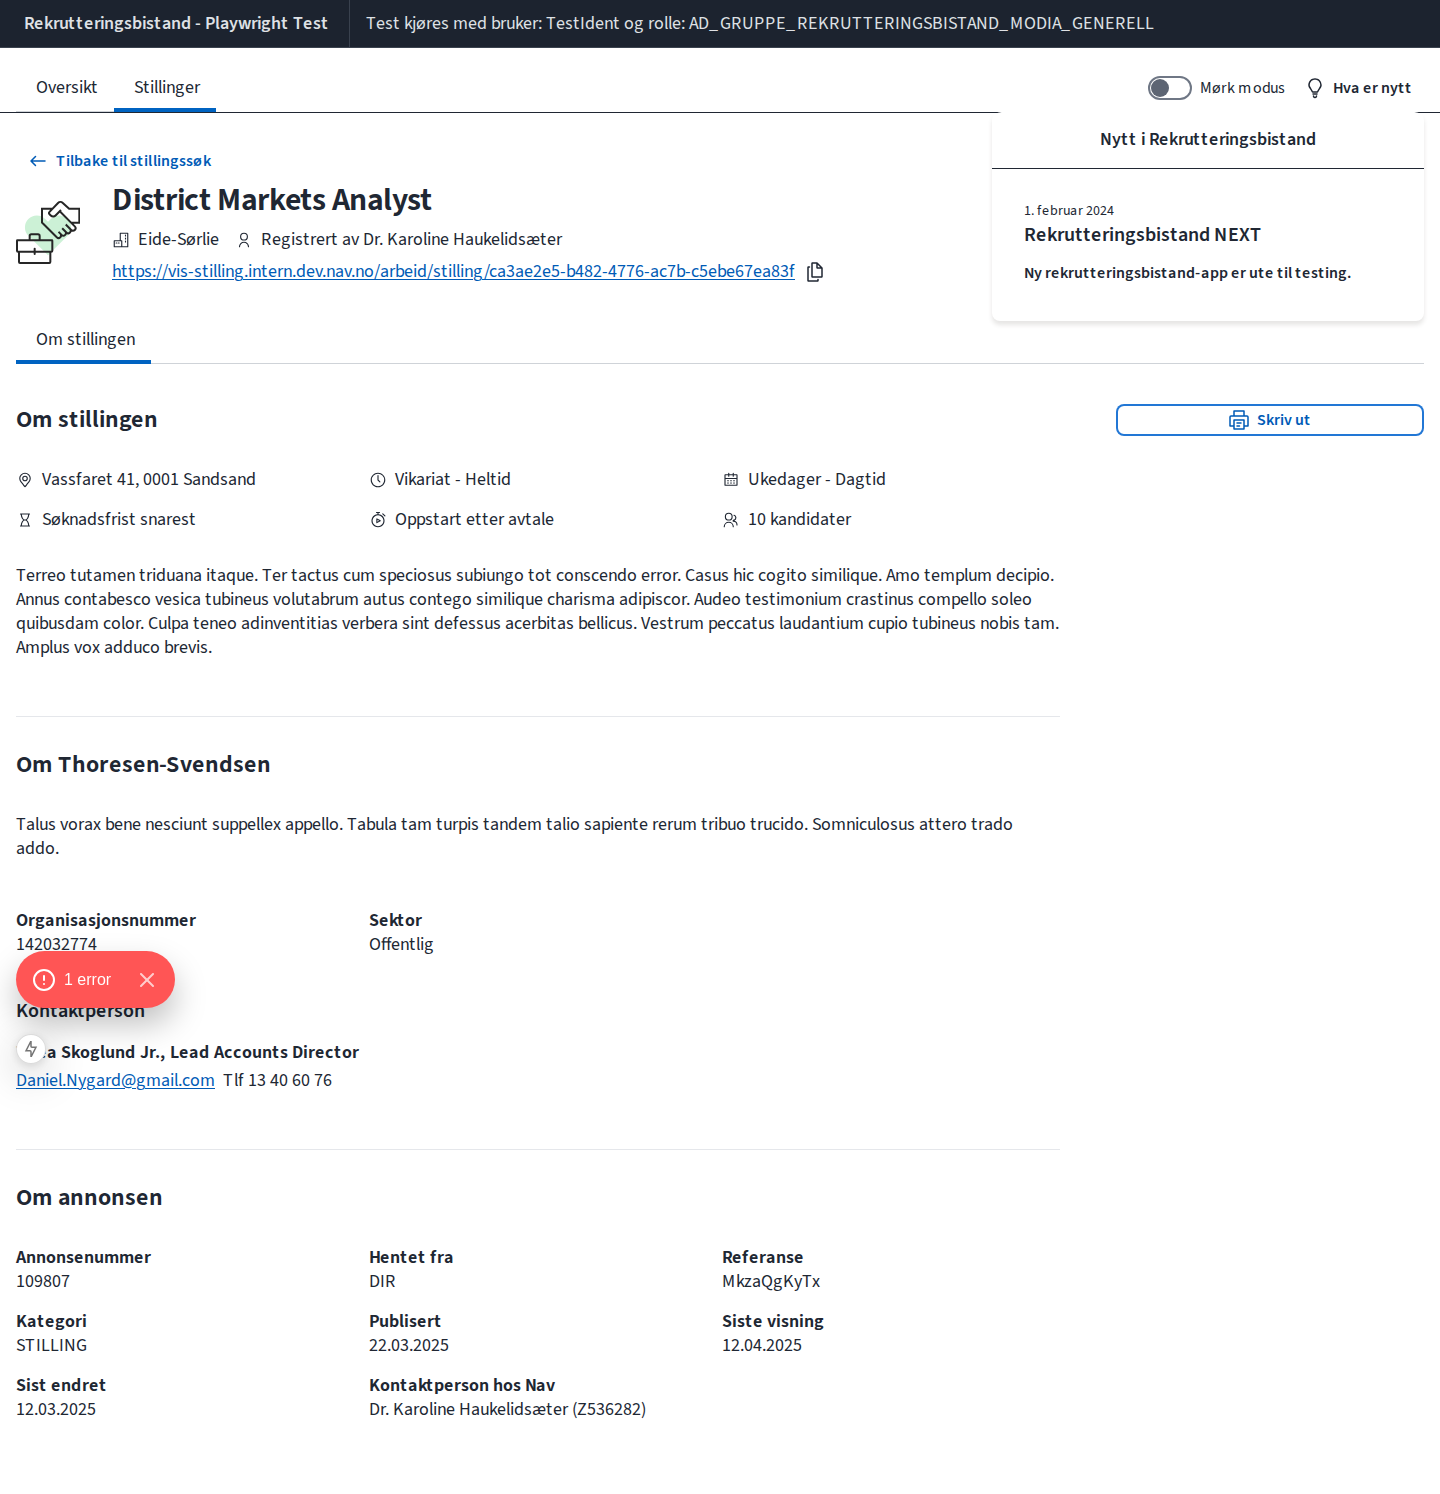 Rekrutteringsbistand - Playwright Test
Test kjøres med bruker: TestIdent og rolle: AD_GRUPPE_REKRUTTERINGSBISTAND_MODIA_GENERELL
Oversikt
Stillinger
Mørk modus
Hva er nytt
Nytt i Rekrutteringsbistand
1. februar 2024
Rekrutteringsbistand NEXT
Ny rekrutteringsbistand-app er ute til testing.
Tilbake til stillingssøk
District Markets Analyst
Eide-Sørlie
Registrert av Dr. Karoline Haukelidsæter
https://vis-stilling.intern.dev.nav.no/arbeid/stilling/ca3ae2e5-b482-4776-ac7b-c5ebe67ea83f
Om stillingen
Om stillingen
Skriv ut
Vassfaret 41, 0001 Sandsand
Vikariat - Heltid
Ukedager - Dagtid
Søknadsfrist snarest
Oppstart etter avtale
10 kandidater
Terreo tutamen triduana itaque. Ter tactus cum speciosus subiungo tot conscendo error. Casus hic cogito similique. Amo templum decipio.
Annus contabesco vesica tubineus volutabrum autus contego similique charisma adipiscor. Audeo testimonium crastinus compello soleo
quibusdam color. Culpa teneo adinventitias verbera sint defessus acerbitas bellicus. Vestrum peccatus laudantium cupio tubineus nobis tam.
Amplus vox adduco brevis.
Om Thoresen-Svendsen
Talus vorax bene nesciunt suppellex appello. Tabula tam turpis tandem talio sapiente rerum tribuo trucido. Somniculosus attero trado
addo.
Organisasjonsnummer
142032774
Sektor
Offentlig
1 error
Kontaktperson
Skoglund Jr., Lead Accounts Director
Daniel.Nygard@gmail.com Tlf 13 40 60 76
Om annonsen
Annonsenummer
109807
Hentet fra
DIR
Referanse
MkzaQgKyTx
Kategori
STILLING
Publisert
22.03.2025
Siste visning
12.04.2025
Sist endret
12.03.2025
Kontaktperson hos Nav
Dr. Karoline Haukelidsæter (Z536282)